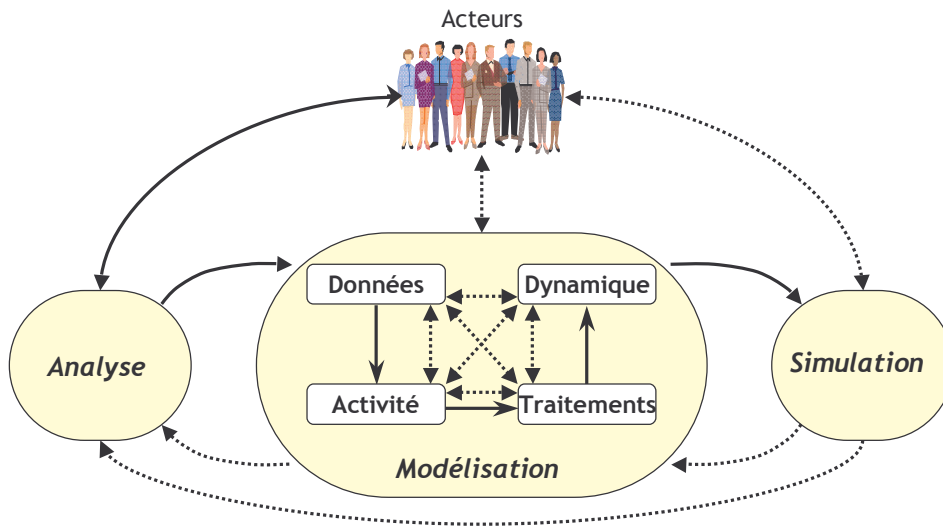 Acteurs
Données
Dynamique
Analyse
Simulation
Activité
Traitements
Modélisation